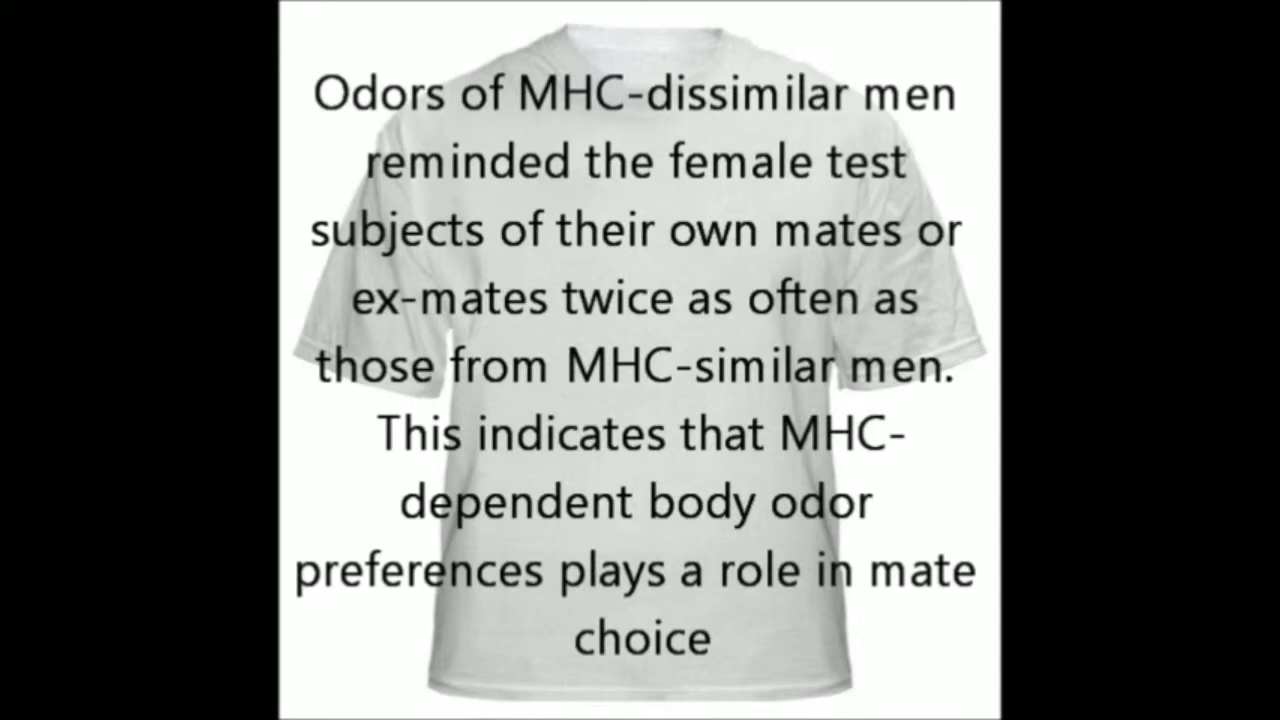 Odors of MHC-dissimilar men
reminded the female test
subjects of their own mates or
ex-mates twice as often as
those from MHC-similar men.
This indicates that MHC-
dependent body odor
preferences plays a role in mate
choice